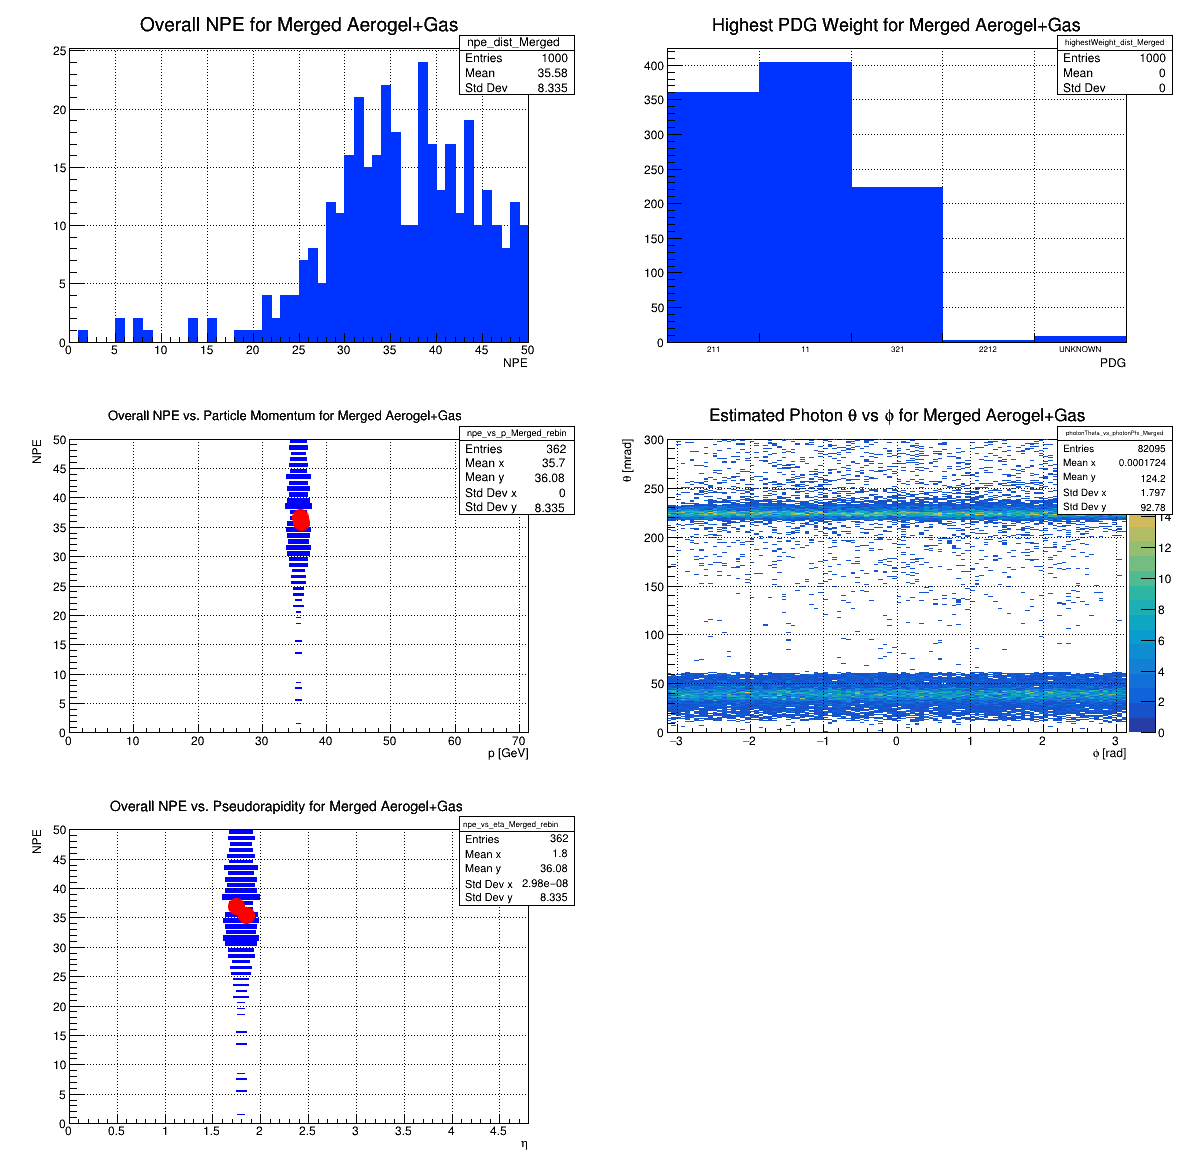 Overall NPE for Merged Aerogel+Gas
npe_dist_Merged
Entries 1000
Mean 35.58
Std Dev 8.335
25
20
15
10
5
0
0 5 10 15 20 25 30 35 40 45 50
NPE
Highest PDG Weight for Merged Aerogel+Gas
highestWeight_dist_Merged
Entries 1000
Mean 0
Std Dev 0
400
350
300
250
200
150
100
50
0
211 11 321 2212 UNKNOWN
PDG
Overall NPE vs. Particle Momentum for Merged Aerogel+Gas
npe_vs_p_Merged_rebin
Entries 362
Mean x 35.7
Mean y 36.08
Std Dev x 0
Std Dev y 8.335
NPE
50
45
40
35
30
25
20
15
10
5
0
0 10 20 30 40 50 60 70
p [GeV]
Estimated Photon θ vs ϕ for Merged Aerogel+Gas
photonTheta_vs_photonPhi_Merged
Entries 82095
Mean x 0.0001724
Mean y 124.2
Std Dev x 1.797
Std Dev y 92.78
θ [mrad]
300
250
200
150
100
50
0
−3 −2 −1 0 1 2 3
ϕ [rad]
14
12
10
8
6
4
2
0
Overall NPE vs. Pseudorapidity for Merged Aerogel+Gas
npe_vs_eta_Merged_rebin
Entries 362
Mean x 1.8
Mean y 36.08
Std Dev x 2.98e−08
Std Dev y 8.335
NPE
50
45
40
35
30
25
20
15
10
5
0
0 0.5 1 1.5 2 2.5 3 3.5 4 4.5
η